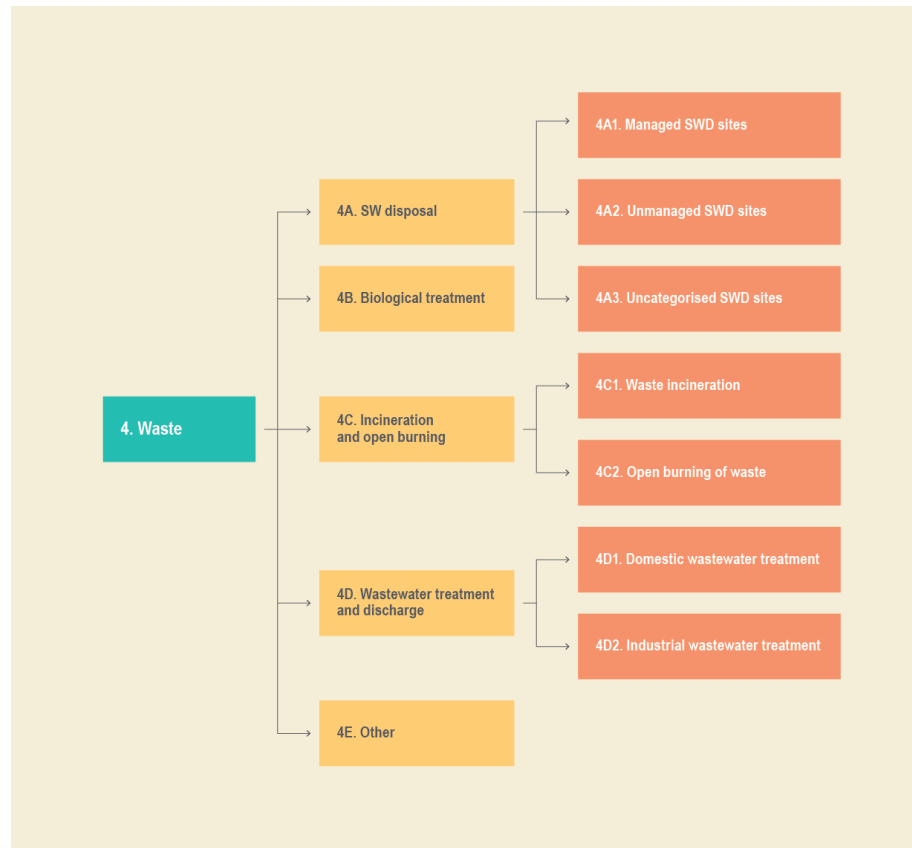 4. Waste
4A. SW disposal
4B. Biological treatment
4C. Incineration
and open burning
4D. Wastewater treatment
and discharge
4E. Other
4A1. Managed SWD sites
4A2. Unmanaged SWD sites
4A3. Uncategorised SWD sites
4C1. Waste incineration
4C2. Open burning of waste
4D1. Domestic wastewater treatment
4D2. Industrial wastewater treatment